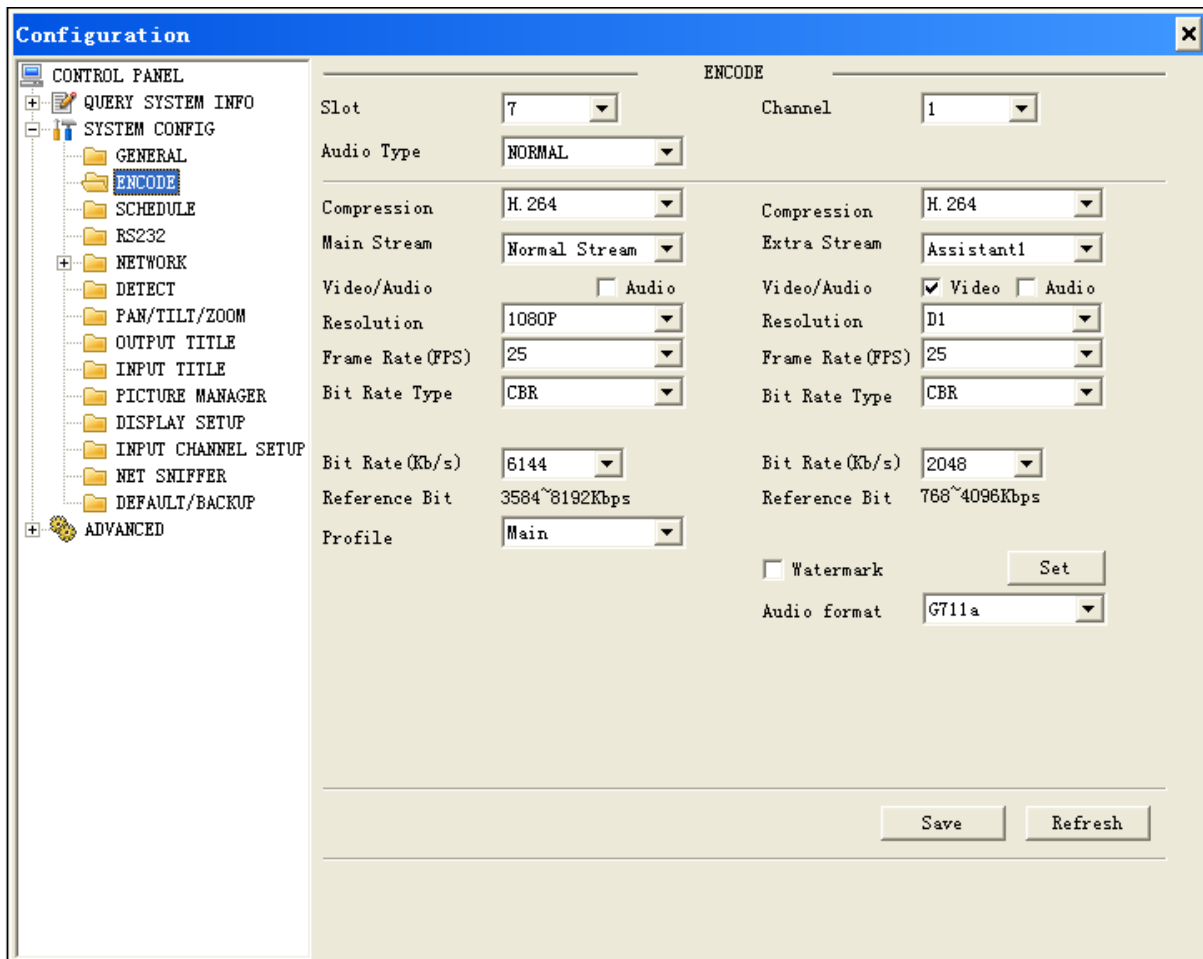 Configuration
CONTROL PANEL
QUERY SYSTEM INFO
SYSTEM CONFIG
GENERAL
ENCODE
SCHEDULE
RS232
NETWORK
DETECT
PAN/TILT/ZOOM
OUTPUT TITLE
INPUT TITLE
PICTURE MANAGER
DISPLAY SETUP
INPUT CHANNEL SETUP
NET SNIFFER
DEFAULT/BACKUP
ADVANCED
ENCODE
Slot 7 Channel 1
Audio Type NORMAL
Compression H.264 Compression H.264
Main Stream Normal Stream Extra Stream Assistant1
Video/Audio Audio Video/Audio Video Audio
Resolution 1080P Resolution D1
Frame Rate(FPS) 25 Frame Rate(FPS) 25
Bit Rate Type CBR Bit Rate Type CBR
Bit Rate(Kb/s) 6144 Bit Rate(Kb/s) 2048
Reference Bit 3584~8192Kbps Reference Bit 768~4096Kbps
Profile Main
Watermark Set
Audio format G711a
Save Refresh